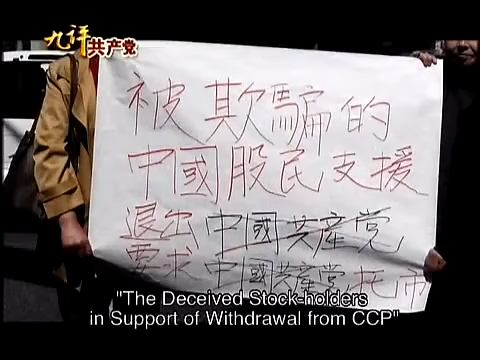 九评
共产党
被欺騙的
中國股民支援
退出中國共產党
要求中國共產党托市
"The Deceived Stock-holders
in Support of Withdrawal from CCP"